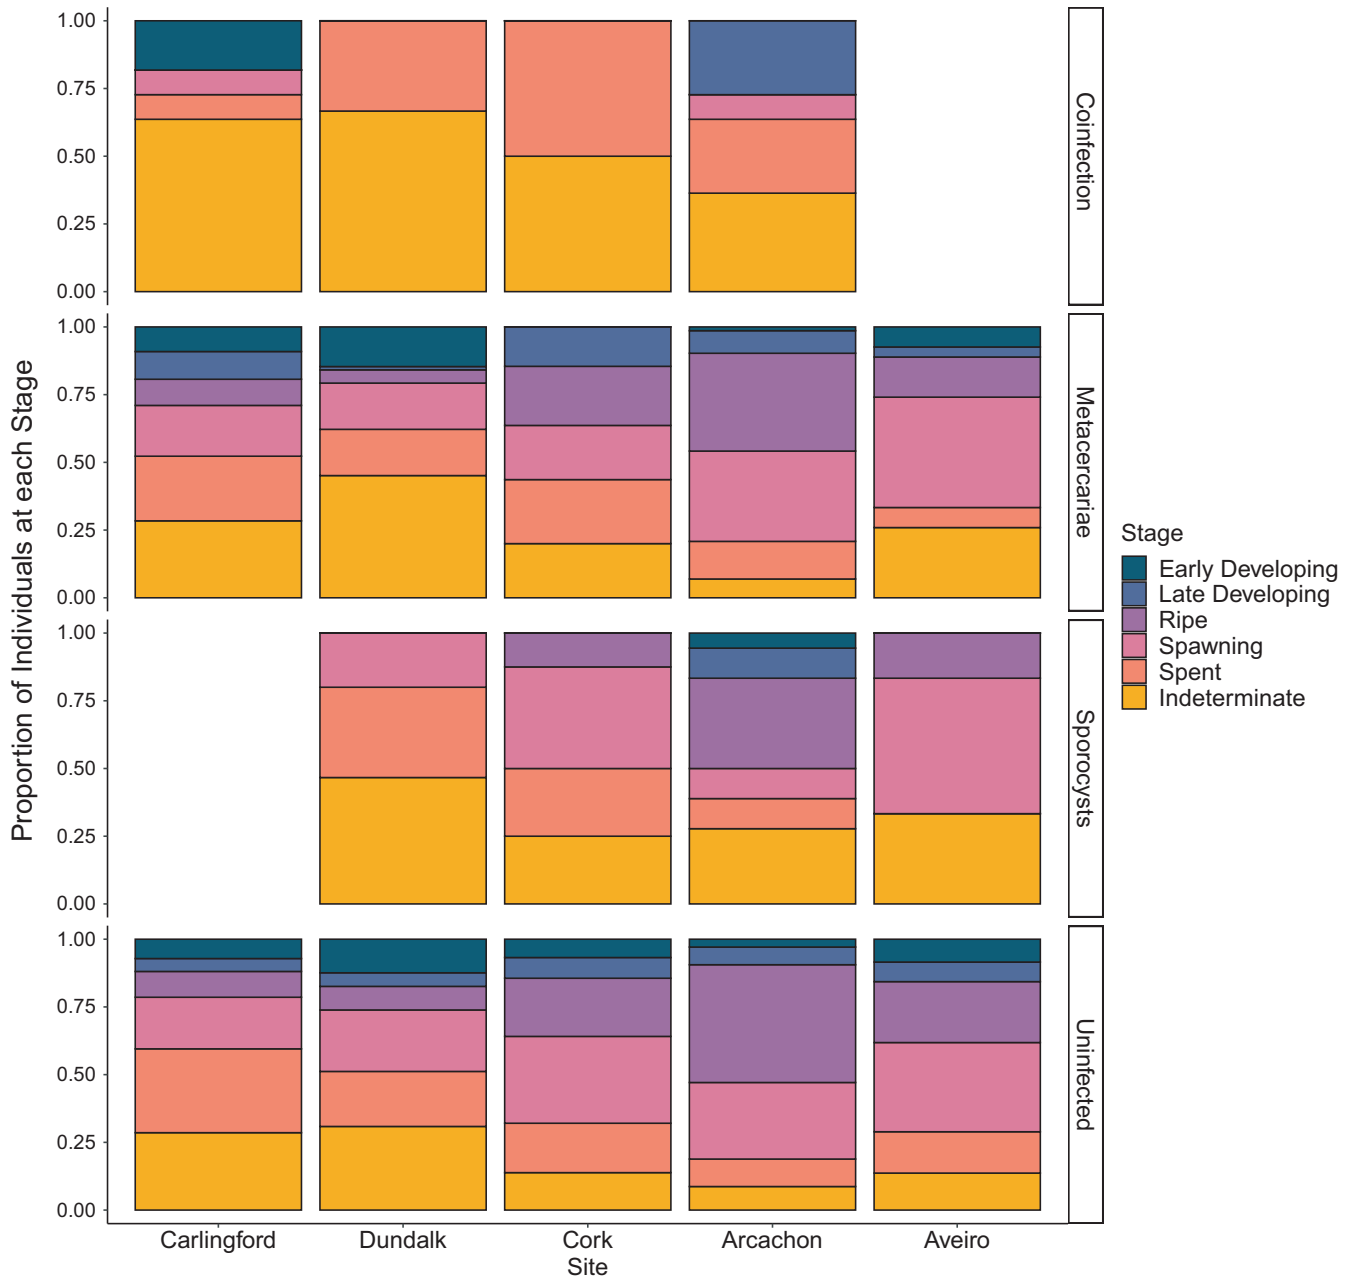 Proportion of Individuals at each Stage
1.00
0.75
0.50
0.25
0.00
Coinfection
1.00
0.75
0.50
0.25
0.00
Metacercariae
1.00
0.75
0.50
0.25
0.00
Sporocysts
1.00
0.75
0.50
0.25
0.00
Uninfected
Carlingford
Dundalk
Cork
Arcachon
Aveiro
Site
Stage
Early Developing
Late Developing
Ripe
Spawning
Spent
Indeterminate